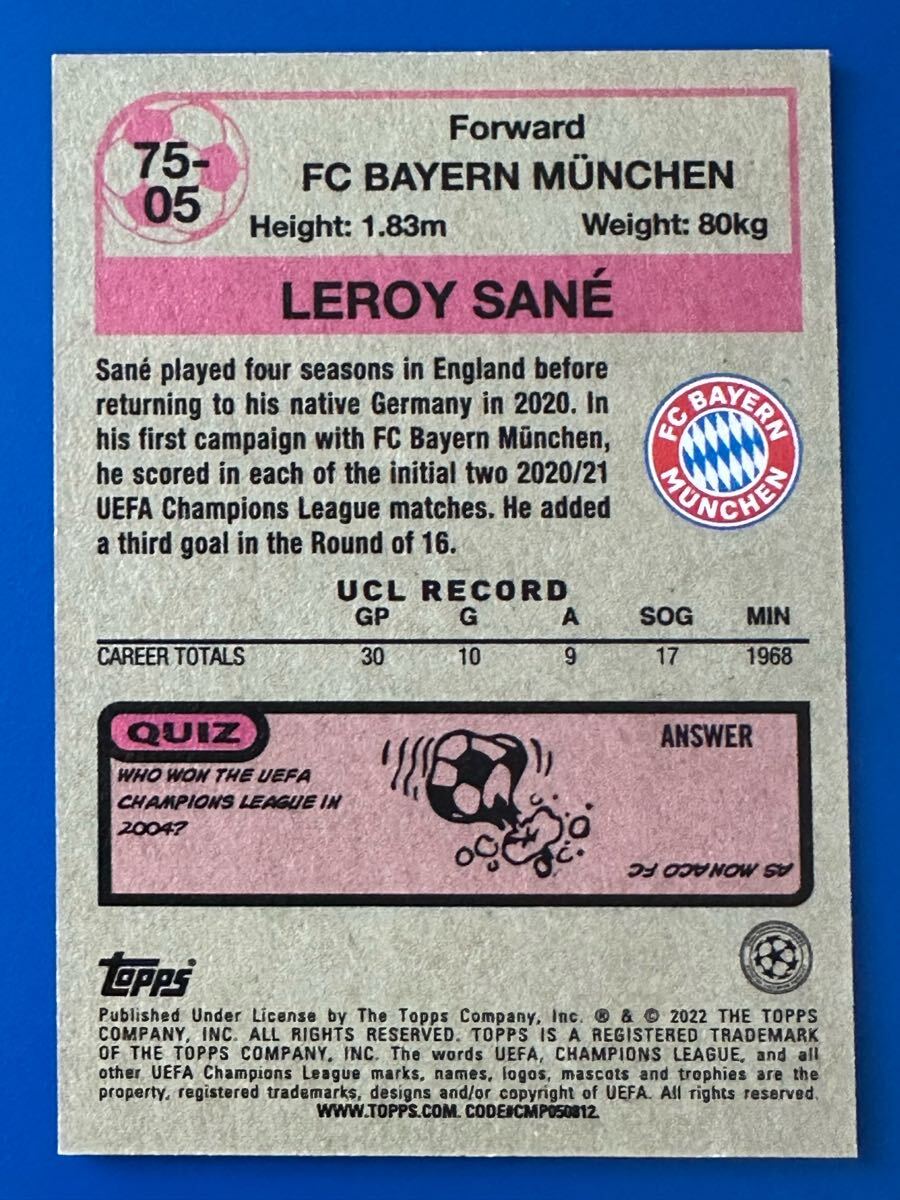 75-
05
Forward
FC BAYERN MÜNCHEN
Height: 1.83m Weight: 80kg
LEROY SANÉ
Sané played four seasons in England before
returning to his native Germany in 2020. In
his first campaign with FC Bayern München,
he scored in each of the initial two 2020/21
UEFA Champions League matches. He added
a third goal in the Round of 16.
FC BAYERN
MÜNCHEN
UCL RECORD
GP G A SOG MIN
CAREER TOTALS 30 10 9 17 1968
QUIZ
WHO WON THE UEFA
CHAMPIONS LEAGUE IN
2004?
ANSWER
AS MONACO FC
topps
Published Under License by The Topps Company, Inc. ® & © 2022 THE TOPPS
COMPANY, INC. ALL RIGHTS RESERVED. TOPPS IS A REGISTERED TRADEMARK
OF THE TOPPS COMPANY, INC. The words UEFA, CHAMPIONS LEAGUE, and all
other UEFA Champions League marks, names, logos, mascots and trophies are the
property, registered trademarks, designs and/or copyright of UEFA. All rights reserved.
WWW.TOPPS.COM. CODE#CMP050812